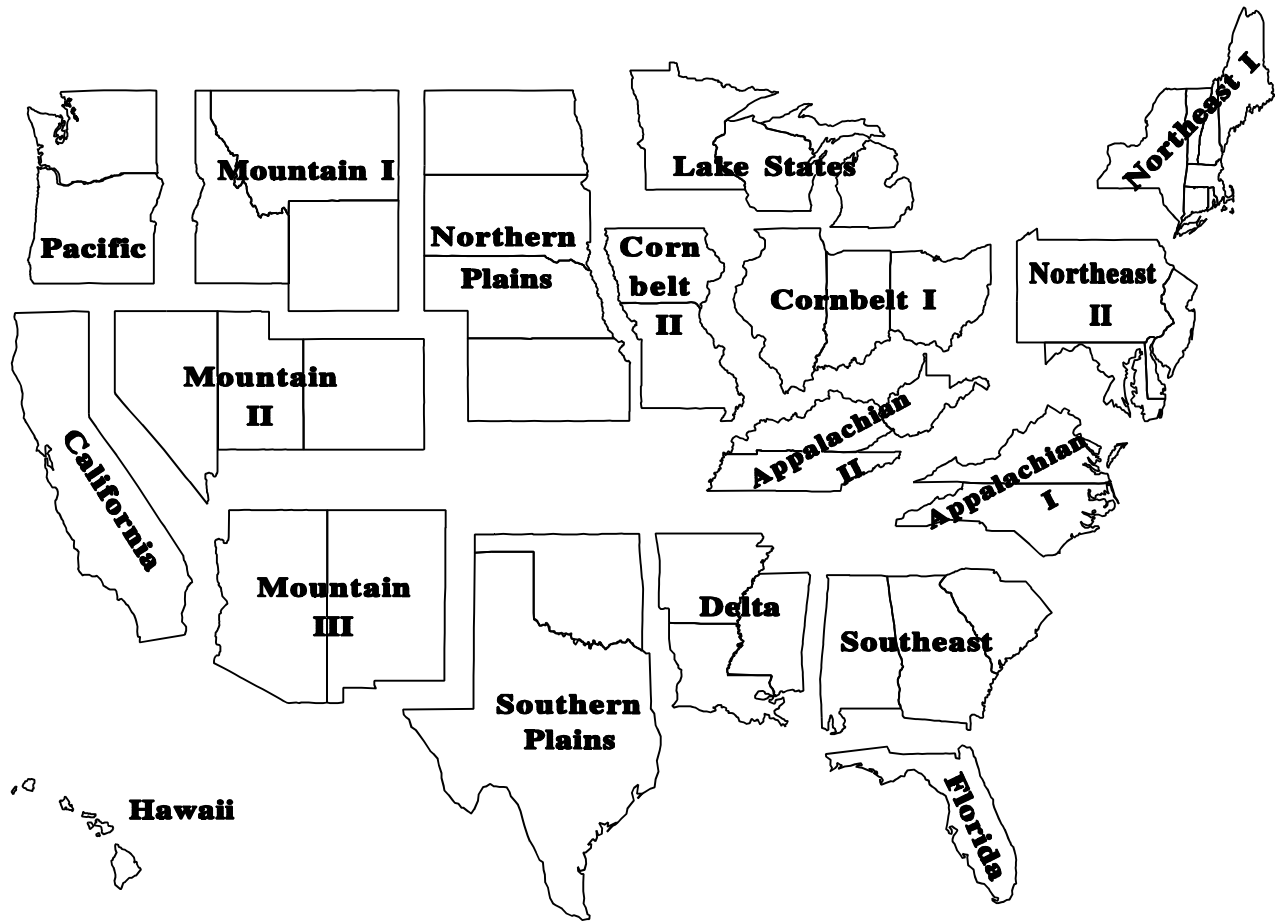 Northeast I
Mountain I
Lake States
Pacific
Northern
Plains
Corn
belt
II
Cornbelt I
Northeast
II
Mountain
II
California
Appalachian
II
Appalachian
I
Mountain
III
Delta
Southeast
Southern
Plains
Hawaii
Florida